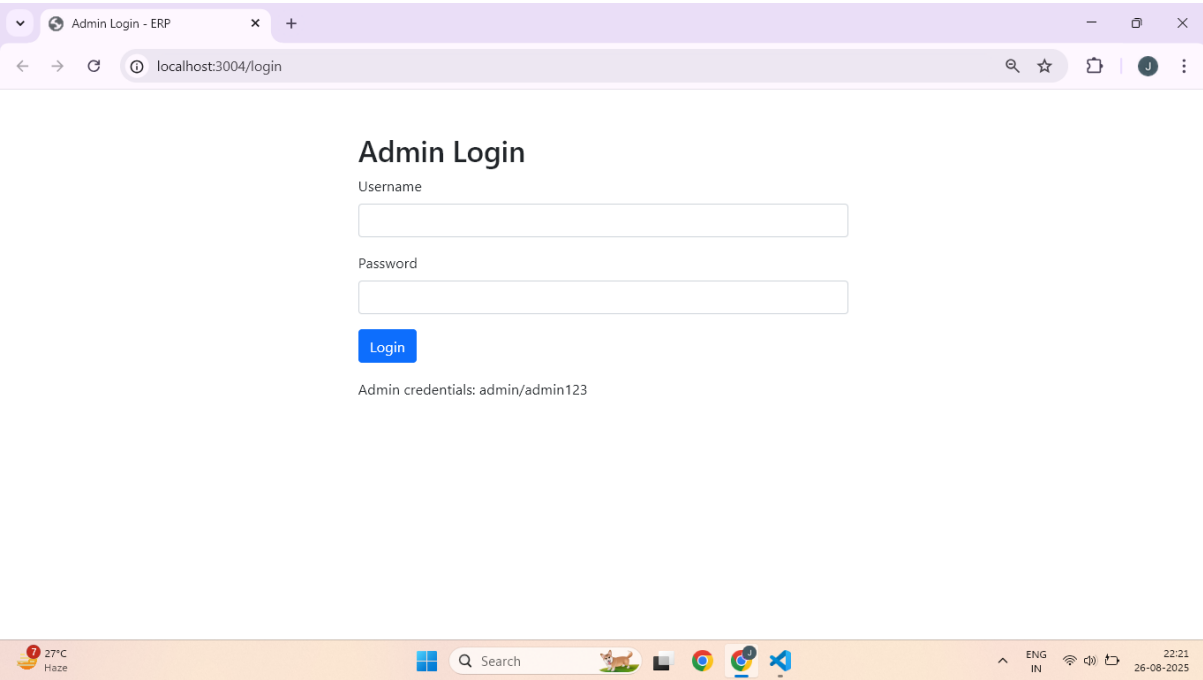 Admin Login - ERP
localhost:3004/login
J
Admin Login
Username
Password
Login
Admin credentials: admin/admin123
7
27°C
Haze
Search
J
ENG
IN
22:21
26-08-2025